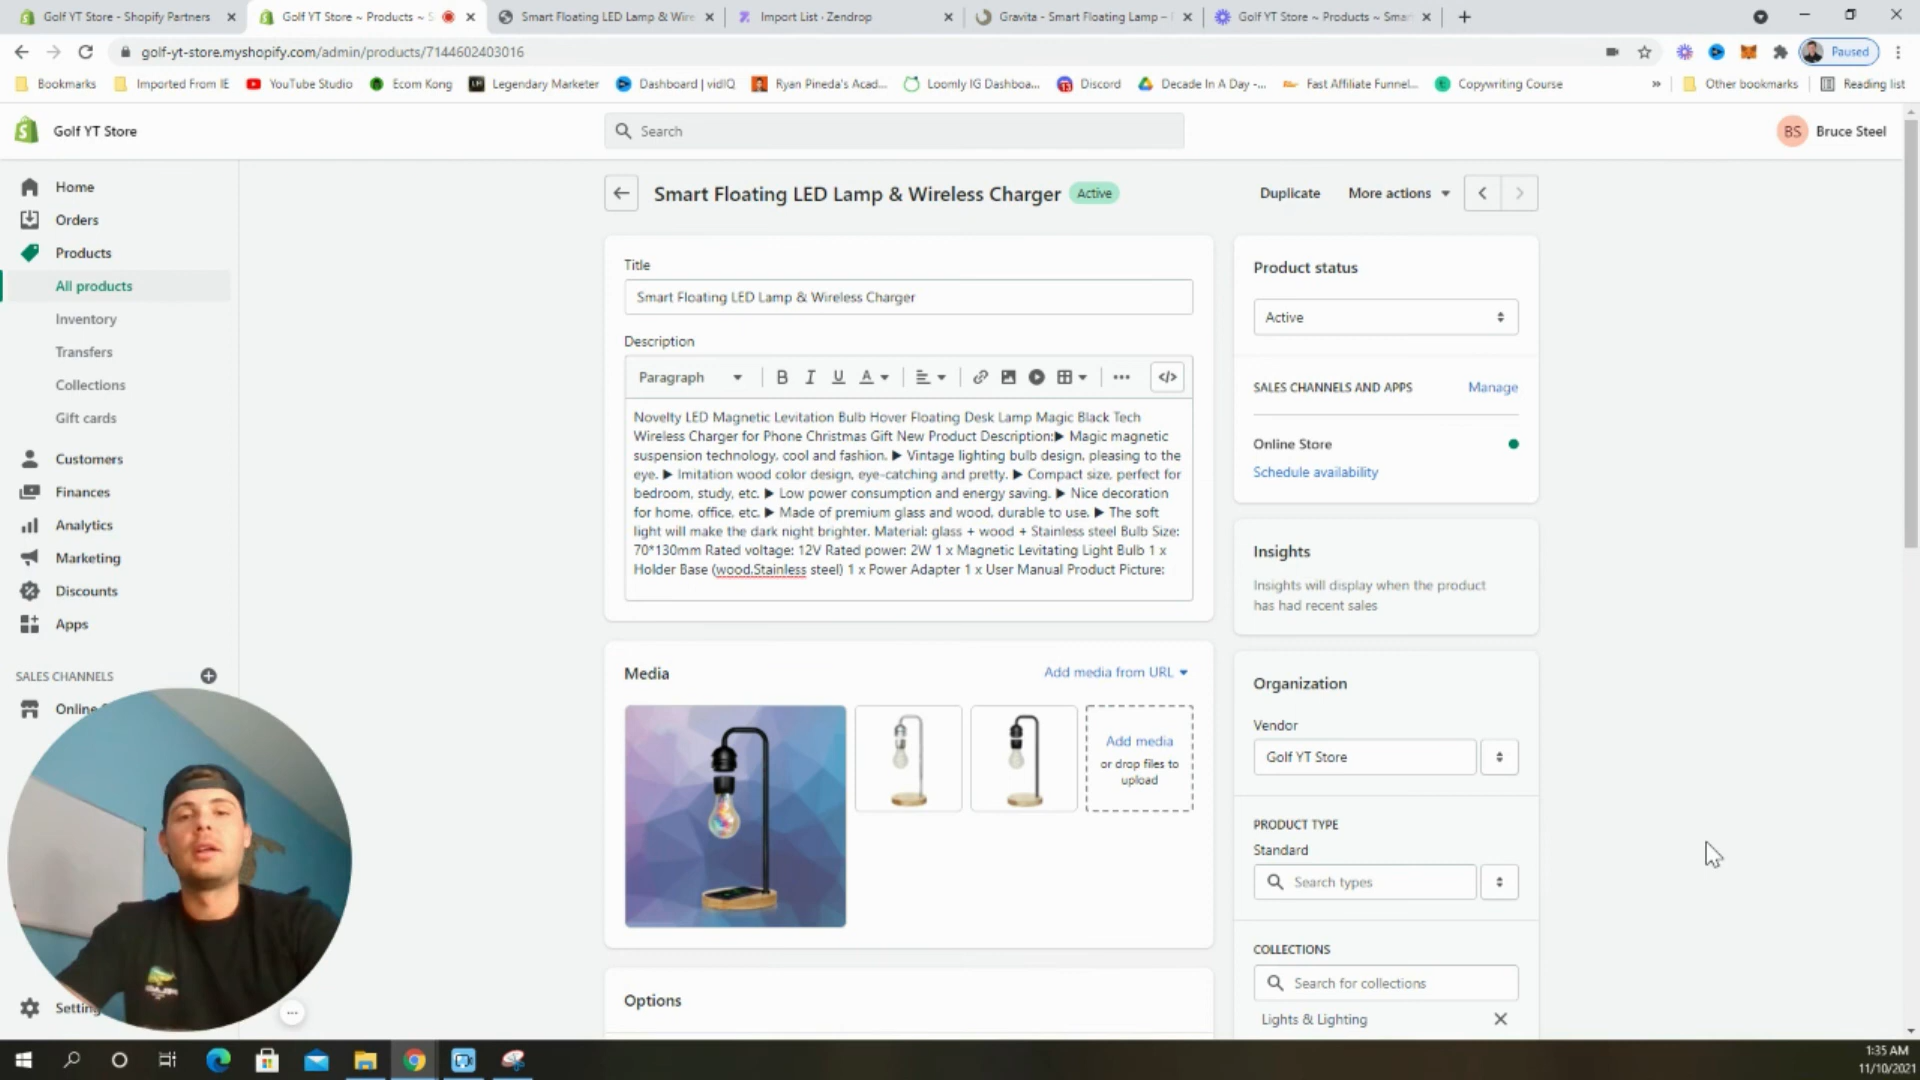 Golf YT Store - Shopify Partners
Golf YT Store ~ Products ~ S
Smart Floating LED Lamp & Wire
Import List - Zendrop
Gravita - Smart Floating Lamp –
Golf YT Store ~ Products ~ Smar
golf-yt-store.myshopify.com/admin/products/7144602403016
Paused
Bookmarks
Imported From IE
YouTube Studio
Ecom Kong
Legendary Marketer
Dashboard | vidIQ
Ryan Pineda's Acad...
Loomly IG Dashboa...
Discord
Decade In A Day -...
Fast Affiliate Funnel...
Copywriting Course
»
Other bookmarks
Reading list
Golf YT Store
Search
BS
Bruce Steel
Home
Orders
Products
All products
Inventory
Transfers
Collections
Gift cards
Customers
Finances
Analytics
Marketing
Discounts
Apps
SALES CHANNELS
Online
Setting
Smart Floating LED Lamp & Wireless Charger
Active
Duplicate
More actions
Title
Smart Floating LED Lamp & Wireless Charger
Description
Paragraph
B I U A
</>
Novelty LED Magnetic Levitation Bulb Hover Floating Desk Lamp Magic Black Tech
Wireless Charger for Phone Christmas Gift New Product Description:▶ Magic magnetic
suspension technology, cool and fashion. ▶ Vintage lighting bulb design, pleasing to the
eye. ▶ Imitation wood color design, eye-catching and pretty. ▶ Compact size, perfect for
bedroom, study, etc. ▶ Low power consumption and energy saving. ▶ Nice decoration
for home, office, etc. ▶ Made of premium glass and wood, durable to use. ▶ The soft
light will make the dark night brighter. Material: glass + wood + Stainless steel Bulb Size:
70*130mm Rated voltage: 12V Rated power: 2W 1 x Magnetic Levitating Light Bulb 1 x
Holder Base (wood.Stainless steel) 1 x Power Adapter 1 x User Manual Product Picture:
Media
Add media from URL
Add media
or drop files to
upload
Options
Product status
Active
SALES CHANNELS AND APPS
Manage
Online Store
Schedule availability
Insights
Insights will display when the product
has had recent sales
Organization
Vendor
Golf YT Store
PRODUCT TYPE
Standard
Search types
COLLECTIONS
Search for collections
Lights & Lighting
1:35 AM
11/10/2021